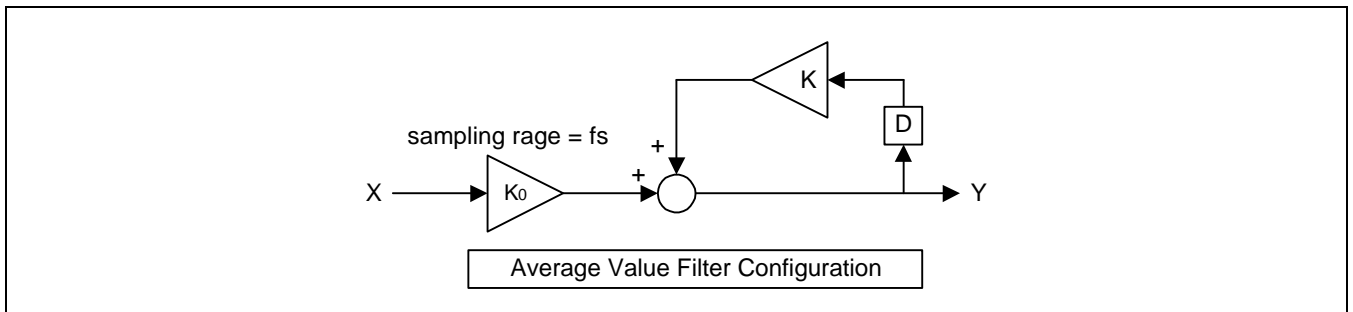 K
D
sampling rage = fs
+
+
X
K0
Y
Average Value Filter Configuration